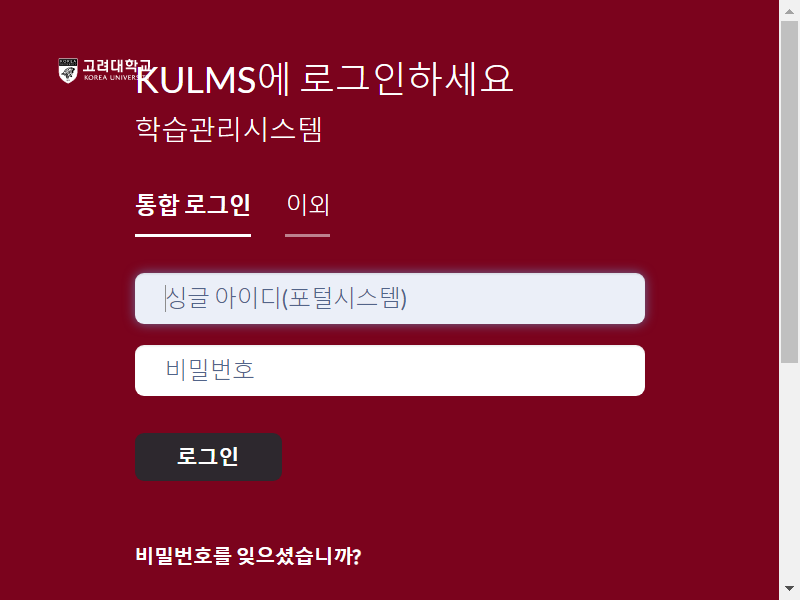 고려대학교
KOREA UNIVERSITY
KULMS에 로그인하세요
학습관리시스템
통합 로그인 이외
싱글 아이디(포털시스템)
비밀번호
로그인
비밀번호를 잊으셨습니까?